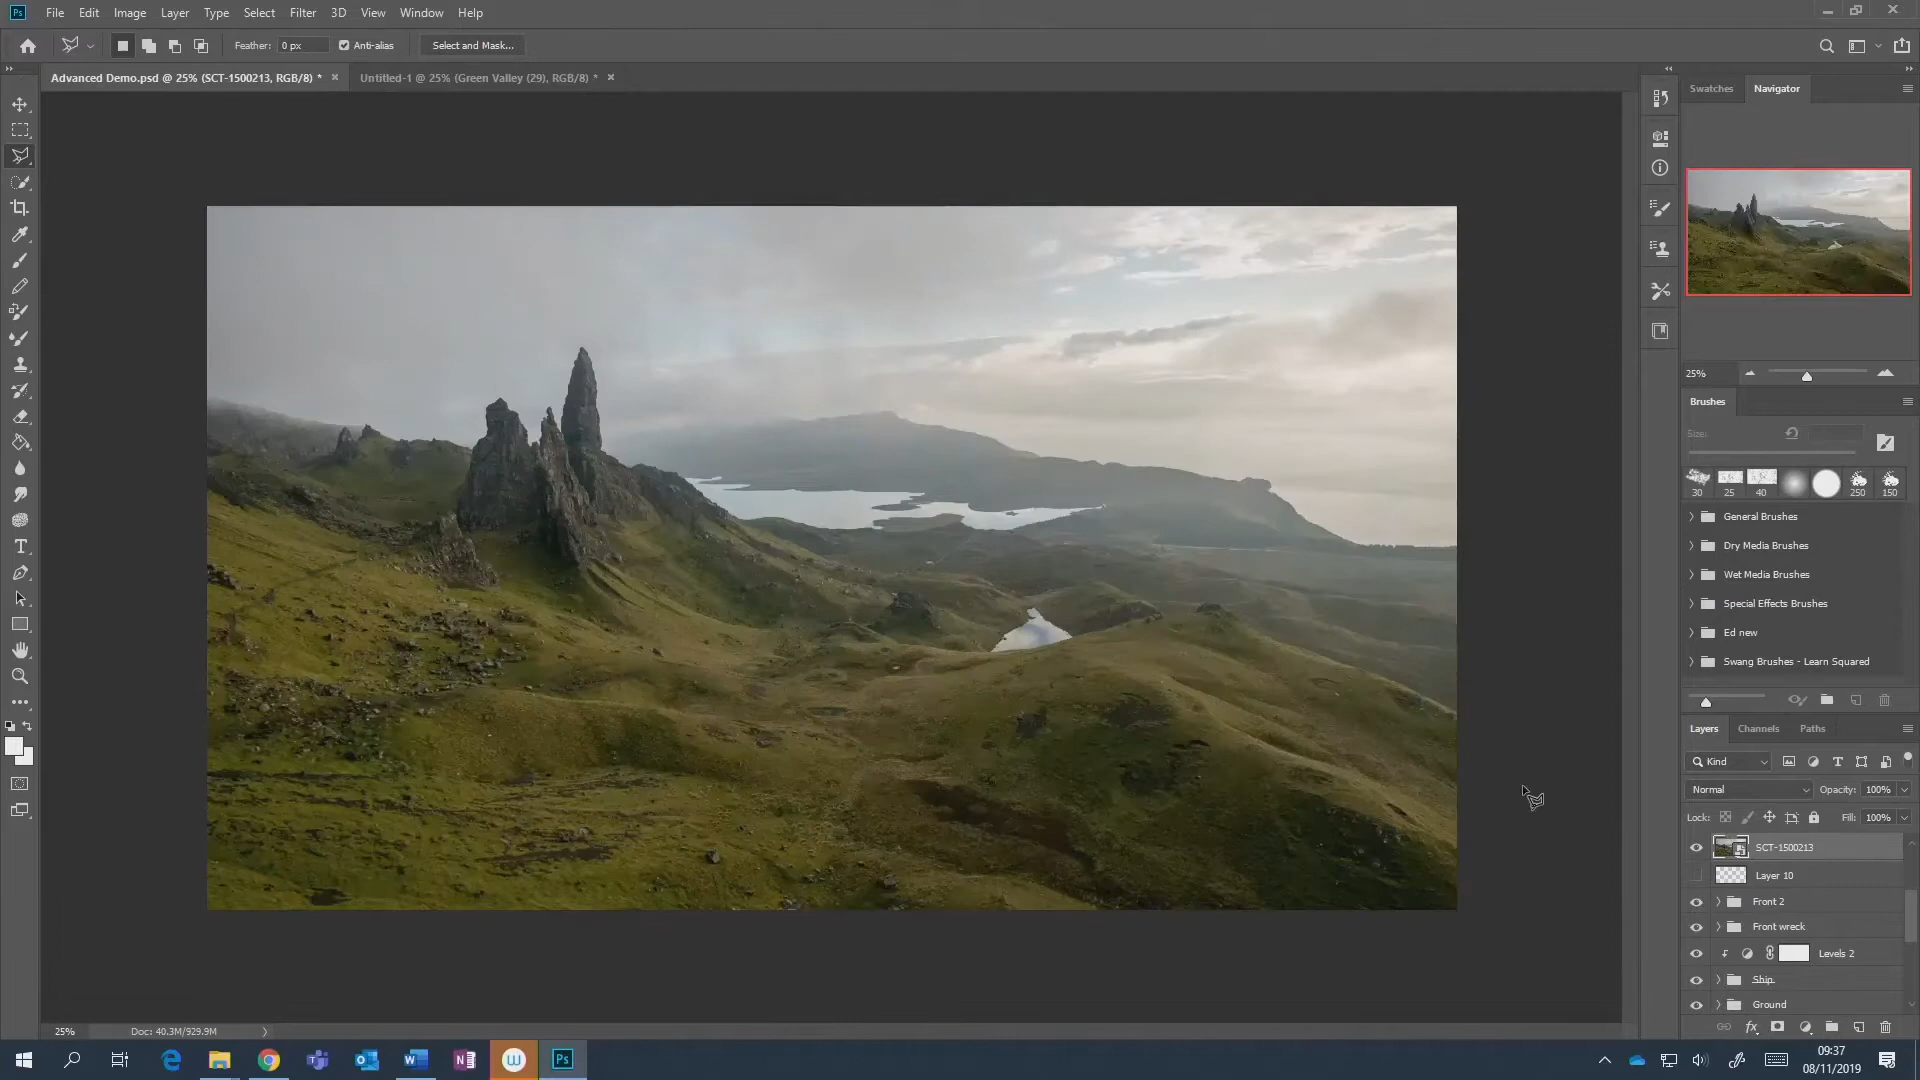 Ps File Edit Image Layer Type Select Filter 3D View Window Help
Feather: 0 px Anti-alias Select and Mask...
Advanced Demo.psd @ 25% (SCT-1500213, RGB/8) * × Untitled-1 @ 25% (Green Valley (29), RGB/8) * ×
Swatches Navigator
25%
Brushes
Size:
30 25 40 250 150
General Brushes
Dry Media Brushes
Wet Media Brushes
Special Effects Brushes
Ed new
Swang Brushes - Learn Squared
Layers Channels Paths
Kind
Normal Opacity: 100%
Lock: Fill: 100%
SCT-1500213
Layer 10
Front 2
Front wreck
Levels 2
Ship
Ground
25% Doc: 40.3M/929.9M
09:37
08/11/2019